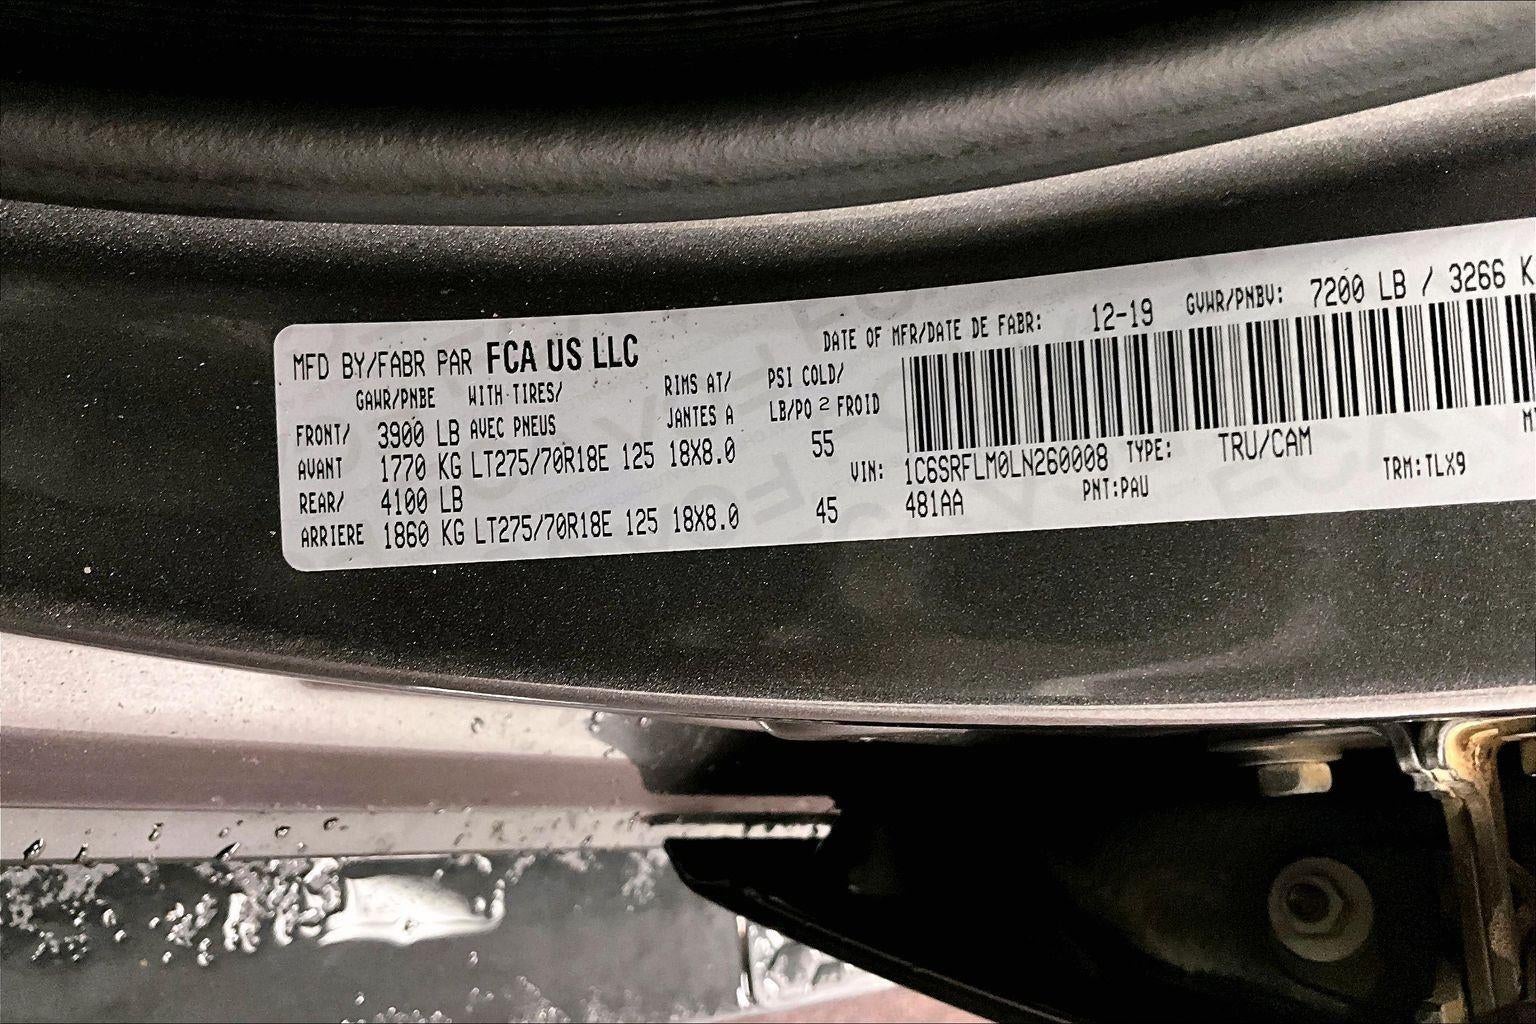 MFD BY/FABR PAR FCA US LLC DATE OF MFR/DATE DE FABR: 12-19 GVWR/PNBV: 7200 LB / 3266 K
GAWR/PNBE WITH TIRES/ RIMS AT/ PSI COLD/
FRONT/ 3900 LB AVEC PNEUS JANTES A LB/PO 2 FROID
AVANT 1770 KG LT275/70R18E 125 18X8.0 55
REAR/ 4100 LB
ARRIERE 1860 KG LT275/70R18E 125 18X8.0 45
VIN: 1C6SRFLM0LN260008 TYPE: TRU/CAM
481AA PNT:PAU TRM:TLX9